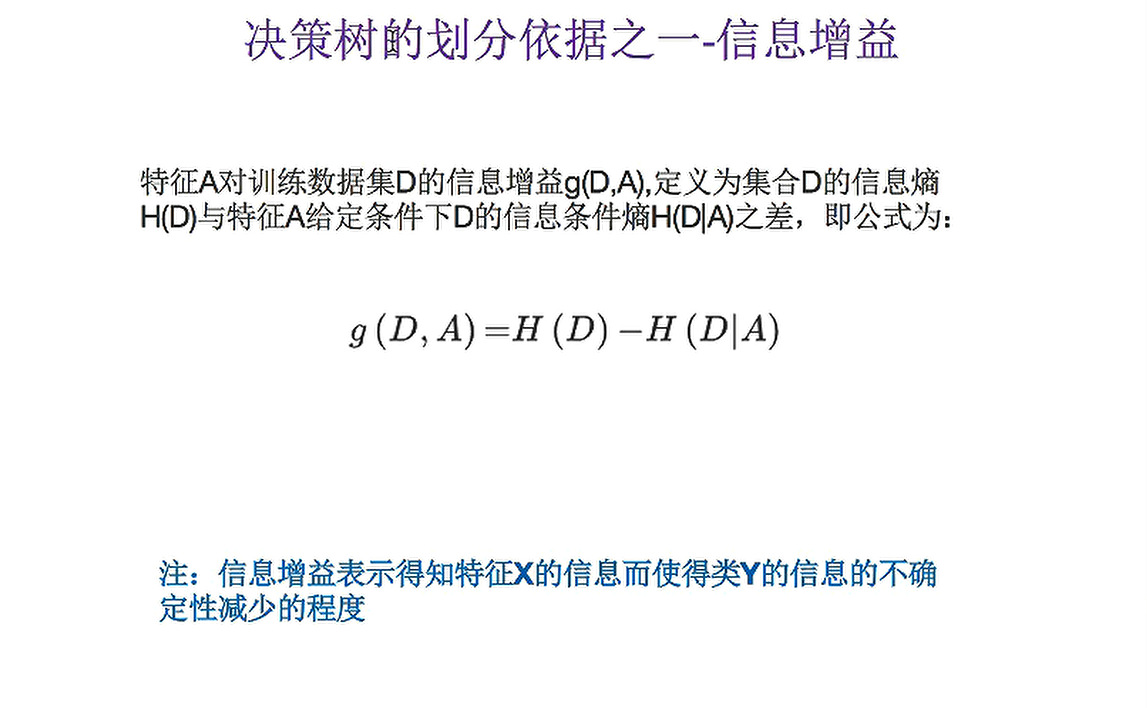 决策树的划分依据之一-信息增益
特征A对训练数据集D的信息增益g(D,A),定义为集合D的信息熵
H(D)与特征A给定条件下D的信息条件熵H(D|A)之差，即公式为：
g (D, A) =H (D) −H (D|A)
注：信息增益表示得知特征X的信息而使得类Y的信息的不确
定性减少的程度